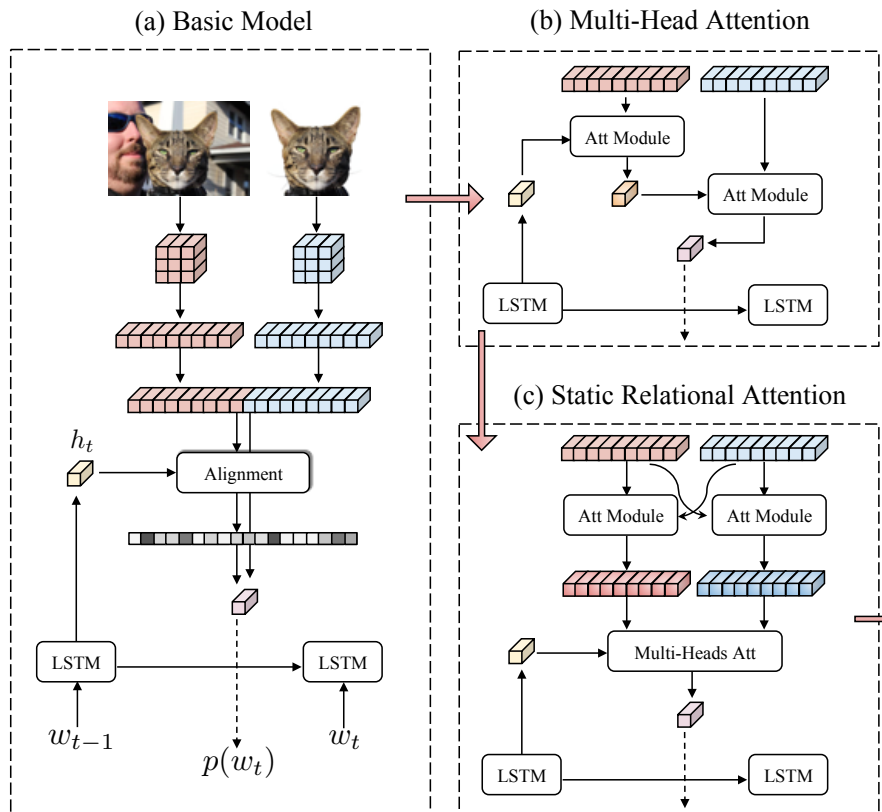 (a) Basic Model
h_t
Alignment
LSTM
LSTM
w_{t-1}
w_t
p(w_t)
(b) Multi-Head Attention
Att Module
Att Module
LSTM
LSTM
(c) Static Relational Attention
Att Module
Att Module
Multi-Heads Att
LSTM
LSTM